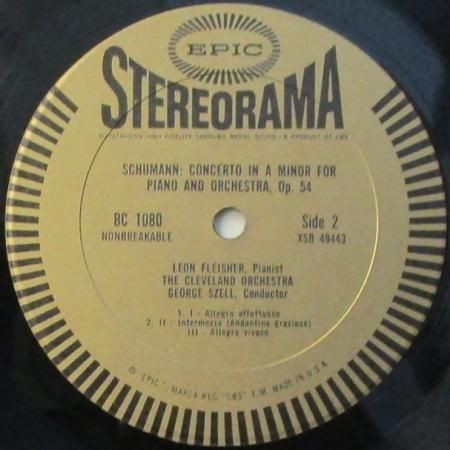 EPIC
STEREORAMA
OUTSTANDING HIGH FIDELITY THROUGH RADIAL SOUND • A PRODUCT OF CBS
SCHUMANN: CONCERTO IN A MINOR FOR
PIANO AND ORCHESTRA, Op. 54
BC 1080
NONBREAKABLE
Side 2
XSB 49443
LEON FLEISHER, Pianist
THE CLEVELAND ORCHESTRA
GEORGE SZELL, Conductor
1. I - Allegro affettuoso
2. II - Intermezzo (Andantino grazioso)
III - Allegro vivace
"EPIC", MARCA REG. "CBS" T.M. MADE IN U.S.A.